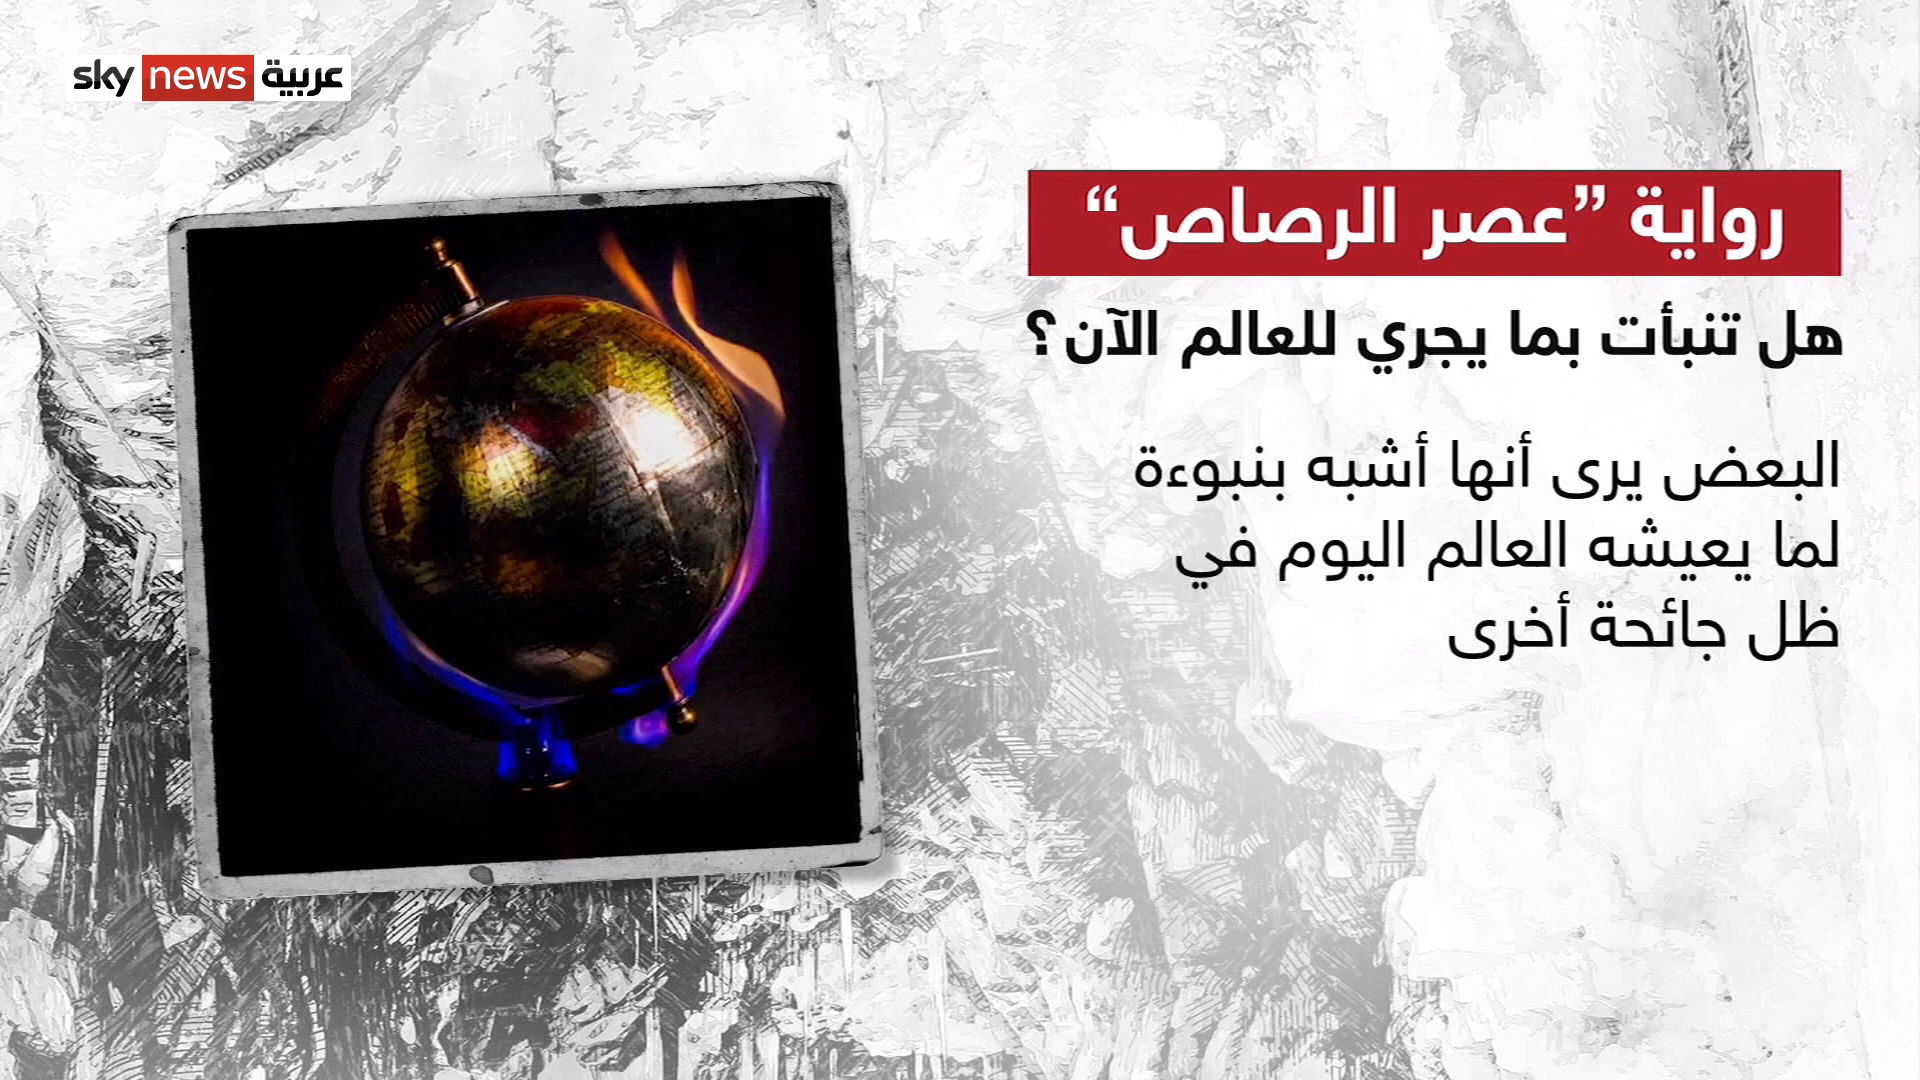 sky news عربية
رواية ”عصر الرصاص“
هل تنبأت بما يجري للعالم الآن؟
البعض يرى أنها أشبه بنبوءة
لما يعيشه العالم اليوم في
ظل جائحة أخرى